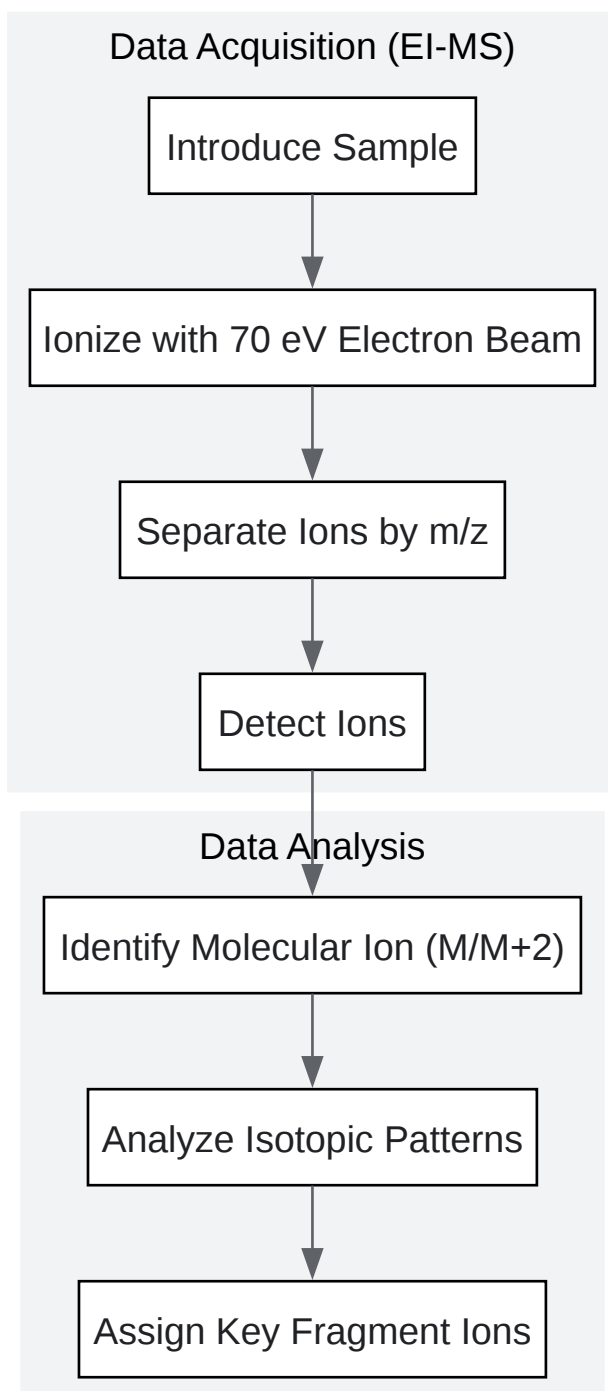 Data Acquisition (EI-MS)
Introduce Sample
Ionize with 70 eV Electron Beam
Separate Ions by m/z
Detect Ions
Data Analysis
Identify Molecular Ion (M/M+2)
Analyze Isotopic Patterns
Assign Key Fragment Ions